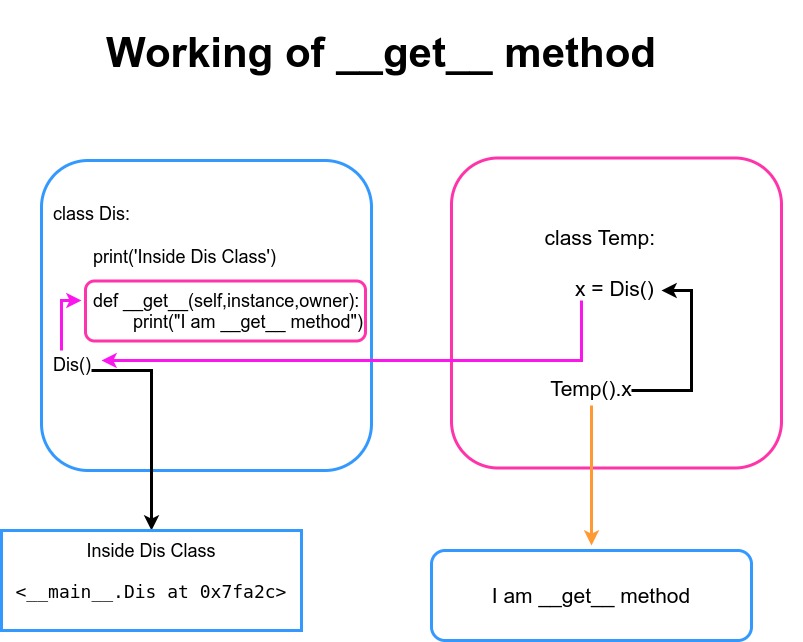 Working of __get__ method
class Dis:
print('Inside Dis Class')
def __get__(self,instance,owner):
print("I am __get__ method")
Dis()
Inside Dis Class
<__main__.Dis at 0x7fa2c>
class Temp:
x = Dis()
Temp().x
I am __get__ method